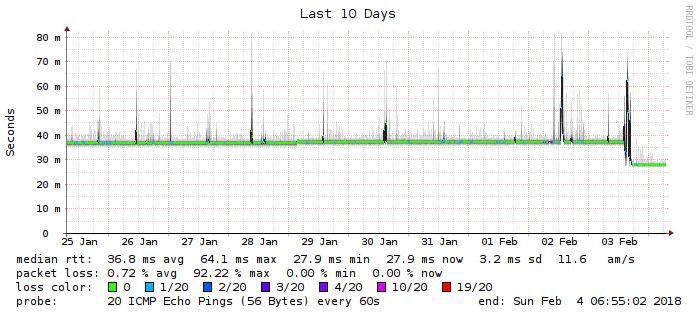 Last 10 Days
RRDTOOL / TOBI OETIKER
Seconds
80 m
70 m
60 m
50 m
40 m
30 m
20 m
10 m
0
25 Jan 26 Jan 27 Jan 28 Jan 29 Jan 30 Jan 31 Jan 01 Feb 02 Feb 03 Feb
median rtt: 36.8 ms avg 64.1 ms max 27.9 ms min 27.9 ms now 3.2 ms sd 11.6 am/s
packet loss: 0.72 % avg 92.22 % max 0.00 % min 0.00 % now
loss color: 0 1/20 2/20 3/20 4/20 10/20 19/20
probe: 20 ICMP Echo Pings (56 Bytes) every 60s end: Sun Feb 4 06:55:02 2018